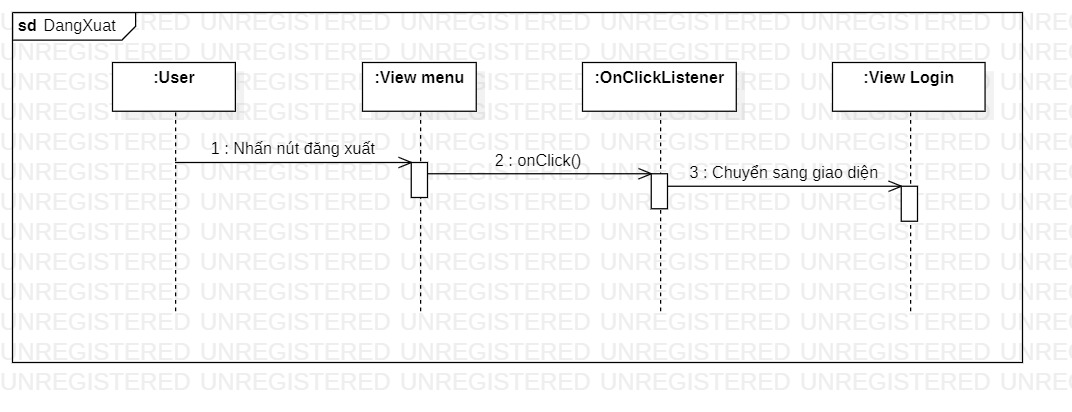 sd DangXuat
:User
:View menu
:OnClickListener
:View Login
1 : Nhấn nút đăng xuất
2 : onClick()
3 : Chuyển sang giao diện
UNREGISTERED UNREGISTERED UNREGISTERED UNREGISTERED UNREGISTERED